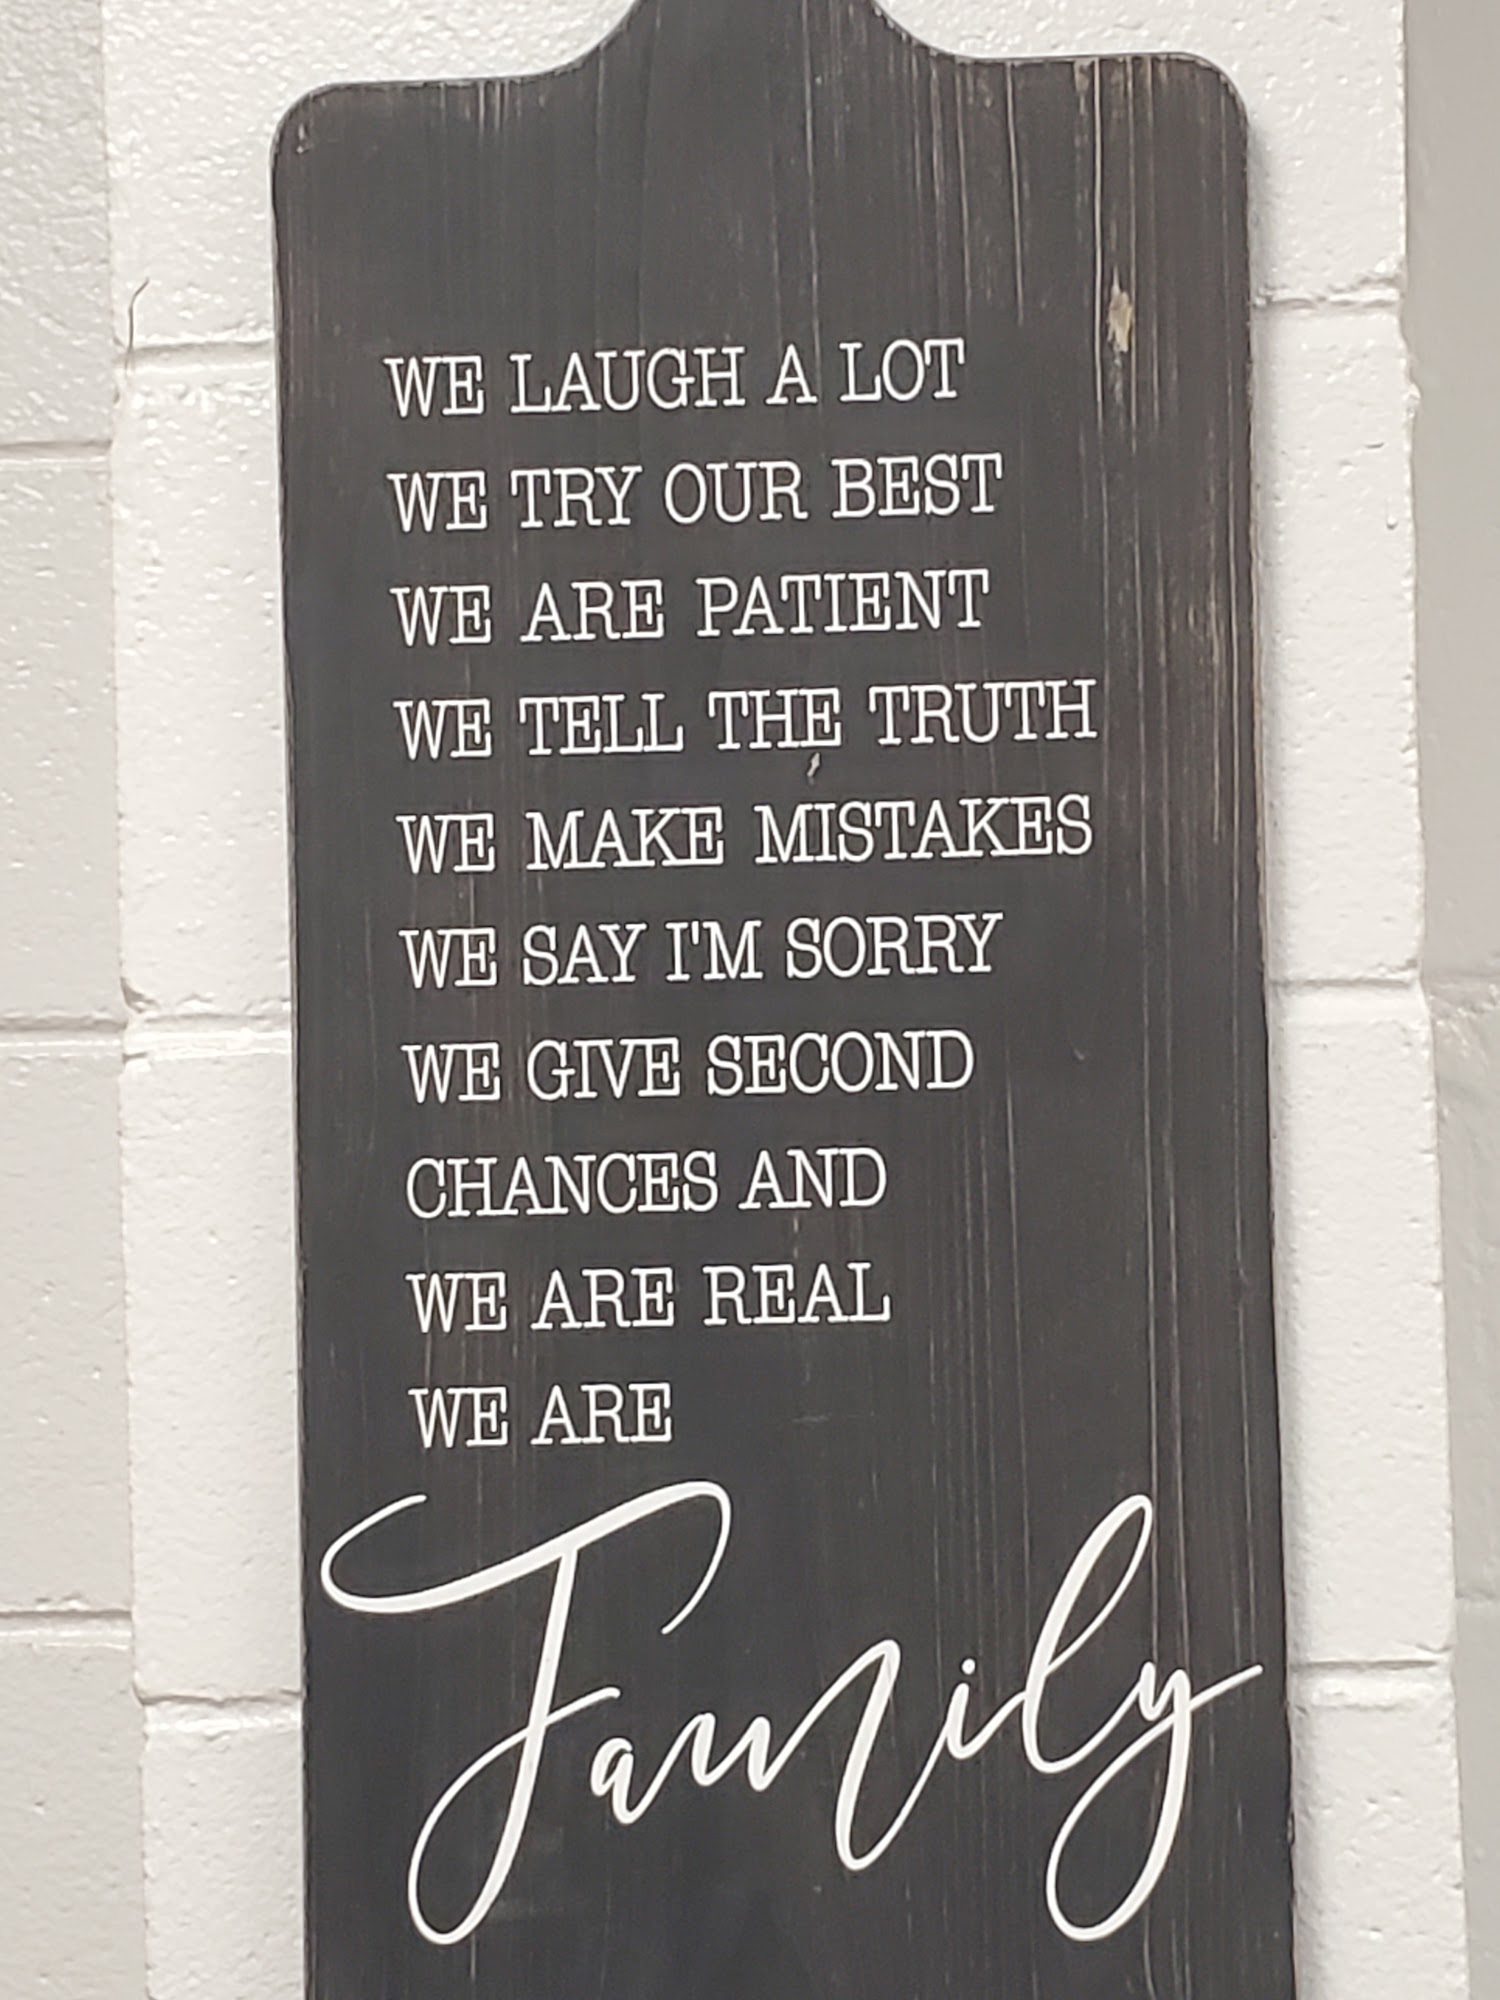 WE LAUGH A LOT
WE TRY OUR BEST
WE ARE PATIENT
WE TELL THE TRUTH
WE MAKE MISTAKES
WE SAY I'M SORRY
WE GIVE SECOND
CHANCES AND
WE ARE REAL
WE ARE
Family